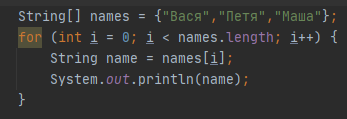 String[] names = {"Вася","Петя","Маша"};
for (int i = 0; i < names.length; i++) {
    String name = names[i];
    System.out.println(name);
}